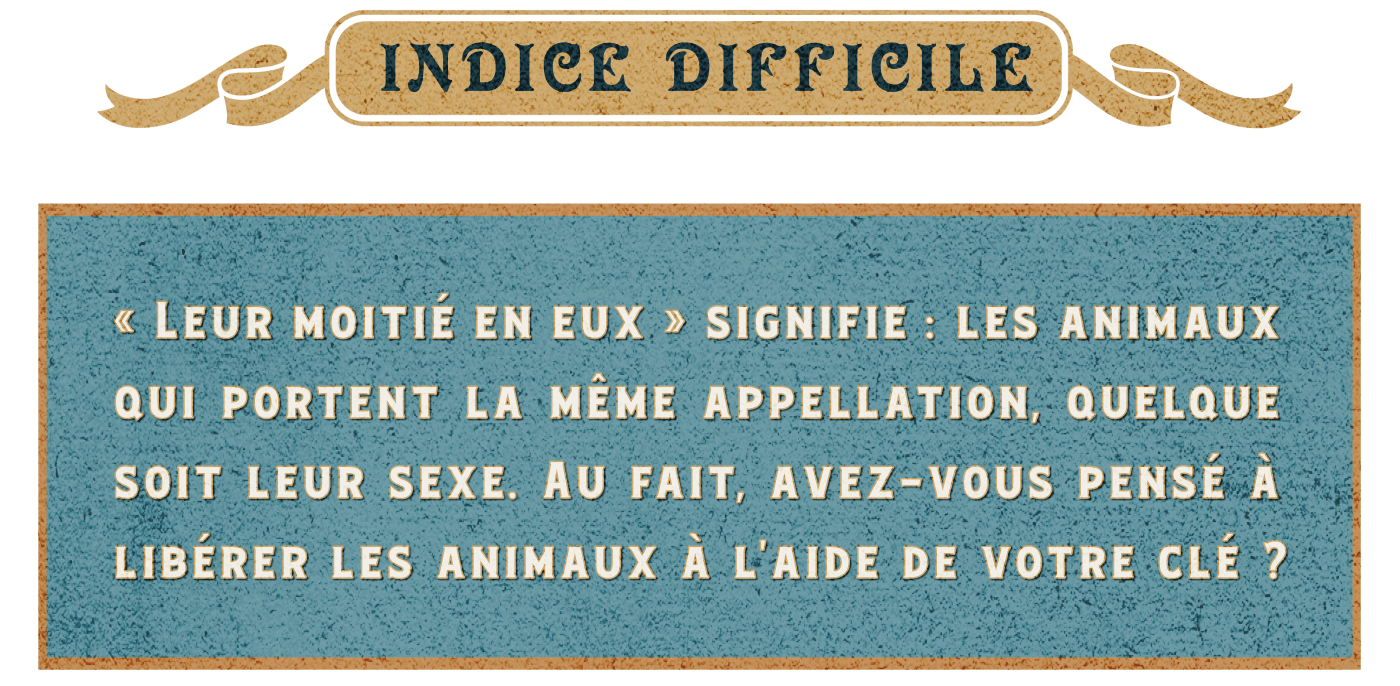 INDICE DIFFICILE
« Leur moitié en eux » signifie : les animaux
qui portent la même appellation, quelque
soit leur sexe. Au fait, avez-vous pensé à
libérer les animaux à l'aide de votre clé ?